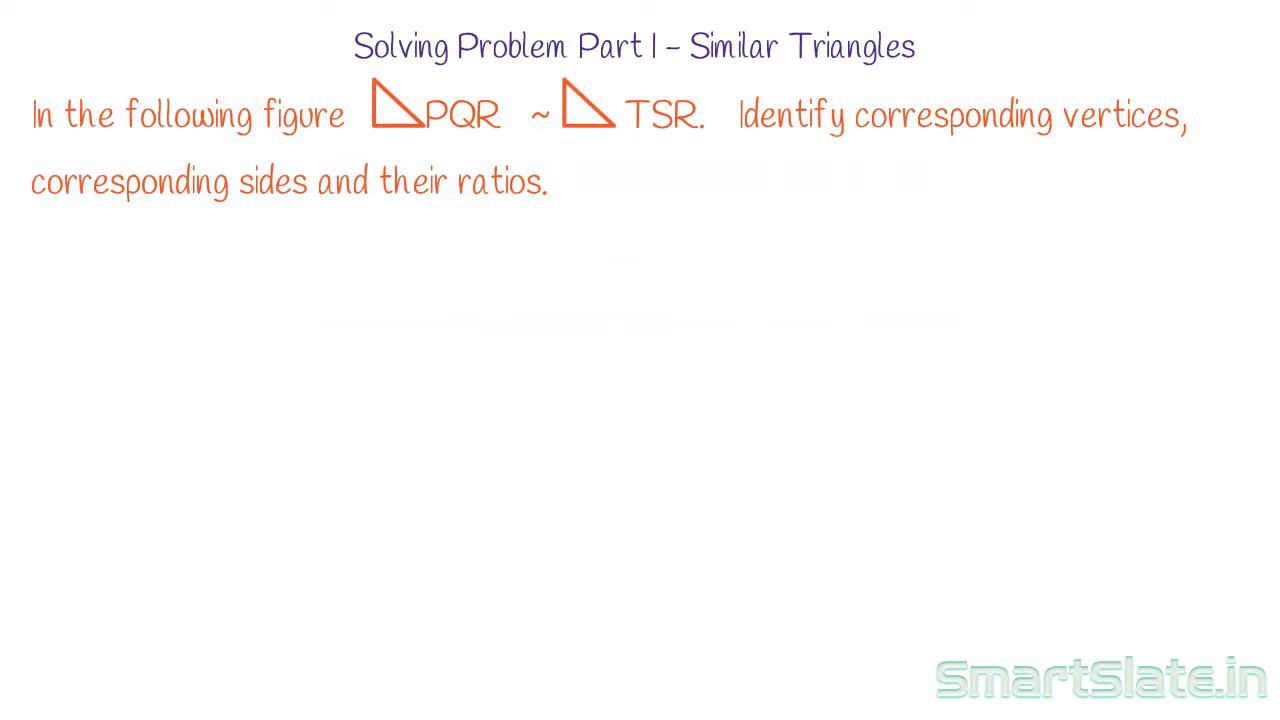 Solving Problem Part 1 - Similar Triangles
In the following figure PQR ~ TSR. Identify corresponding vertices,
corresponding sides and their ratios.
SmartSlate.in